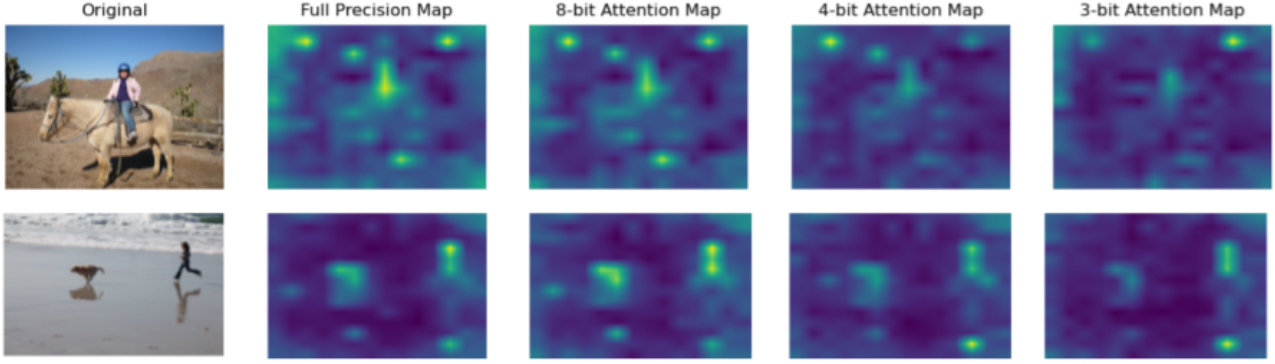 Original
Full Precision Map
8-bit Attention Map
4-bit Attention Map
3-bit Attention Map